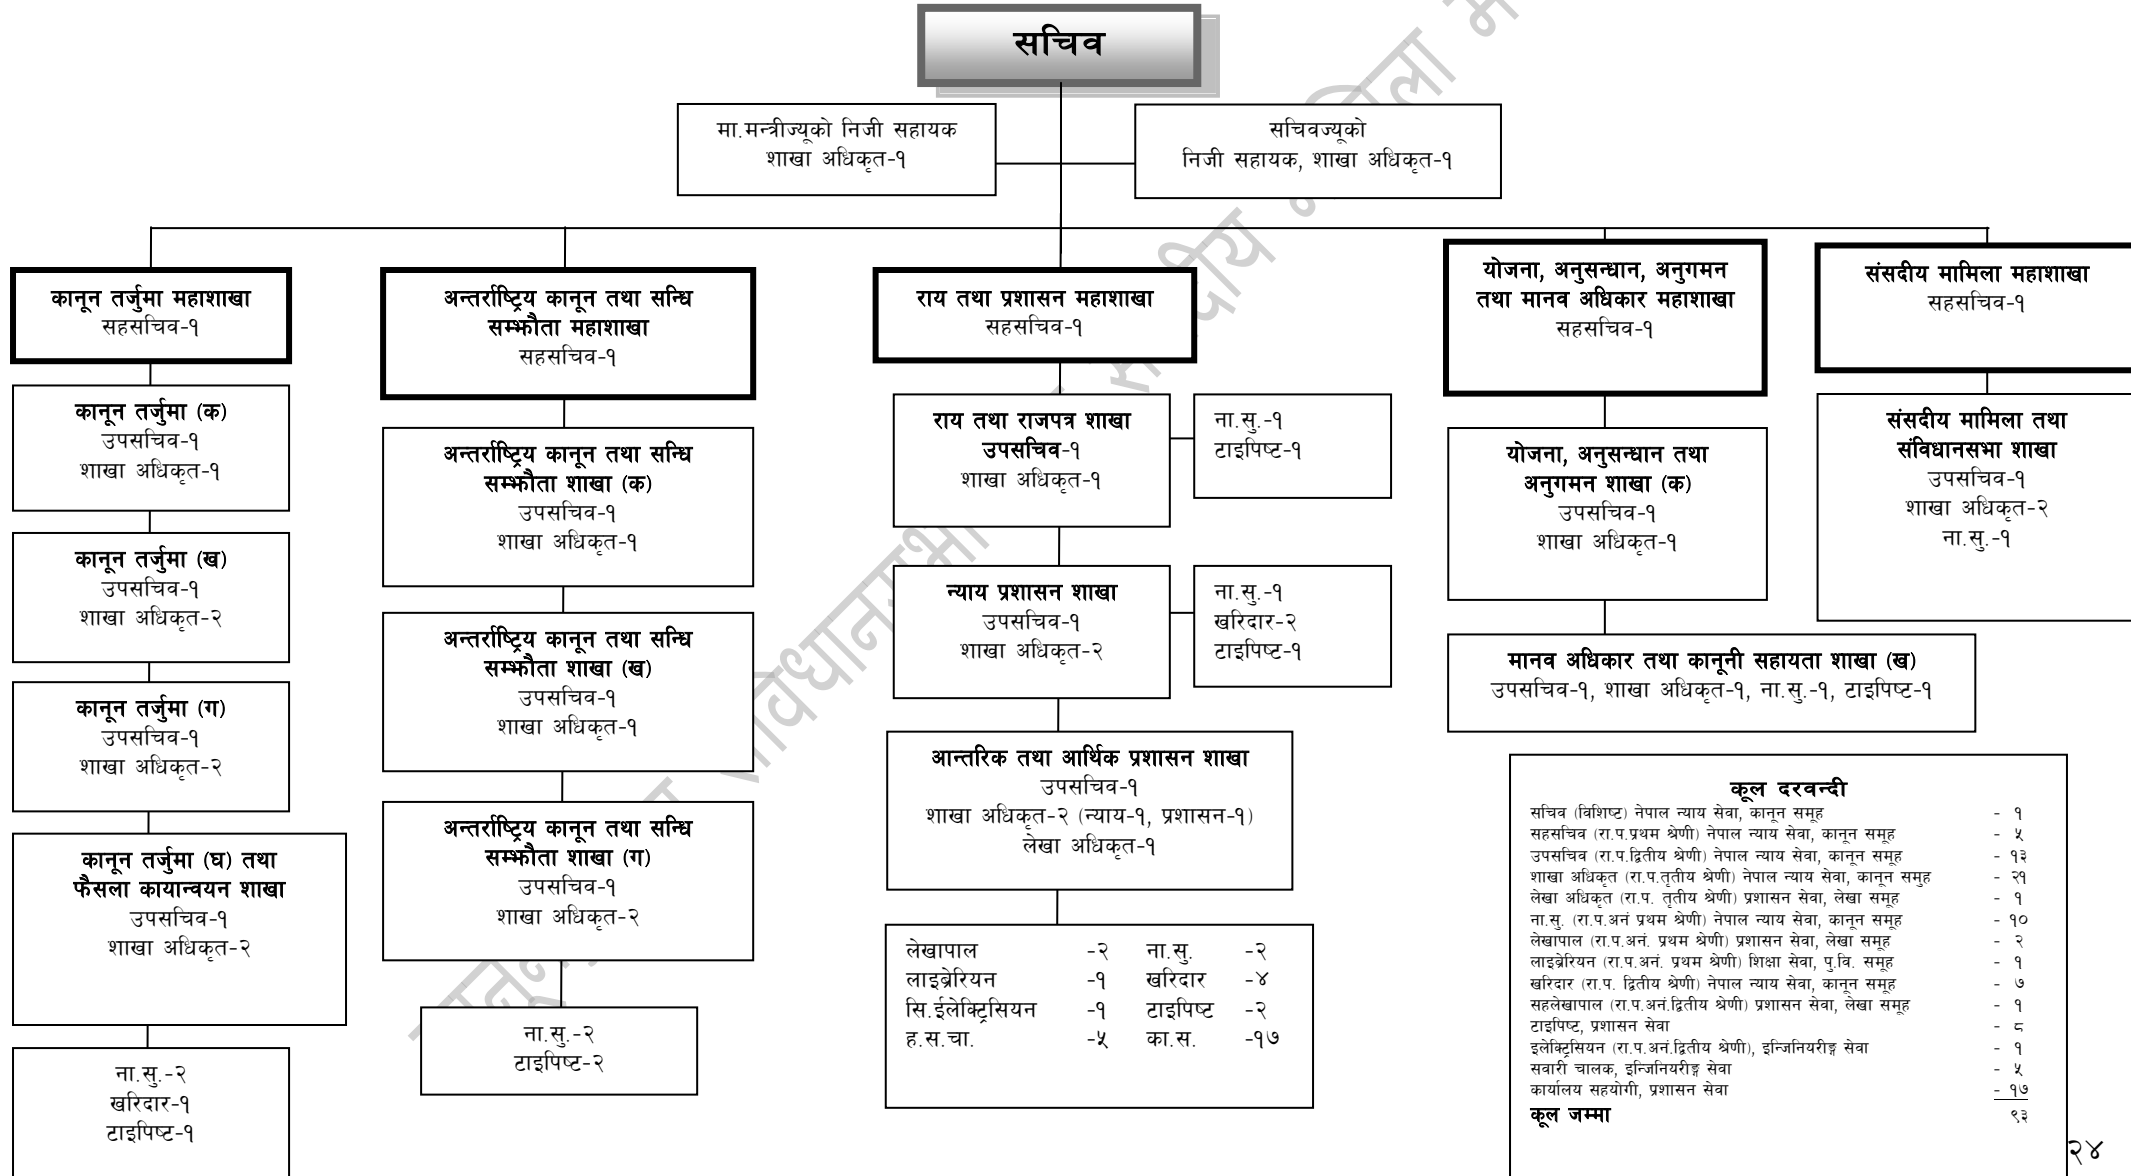 सचिव
मा.मन्त्रीज्यूको निजी सहायक
शाखा अधिकृत-१
सचिवज्यूको
निजी सहायक, शाखा अधिकृत-१
कानून तर्जुमा महाशाखा
सहसचिव-१
कानून तर्जुमा (क)
उपसचिव-१
शाखा अधिकृत-१
कानून तर्जुमा (ख)
उपसचिव-१
शाखा अधिकृत-२
कानून तर्जुमा (ग)
उपसचिव-१
शाखा अधिकृत-२
कानून तर्जुमा (घ) तथा
फैसला कायान्वयन शाखा
उपसचिव-१
शाखा अधिकृत-२
ना.सु.-२
खरिदार-१
टाइपिष्ट-१
अन्तर्राष्ट्रिय कानून तथा सन्धि
सम्झौता महाशाखा
सहसचिव-१
अन्तर्राष्ट्रिय कानून तथा सन्धि
सम्झौता शाखा (क)
उपसचिव-१
शाखा अधिकृत-१
अन्तर्राष्ट्रिय कानून तथा सन्धि
सम्झौता शाखा (ख)
उपसचिव-१
शाखा अधिकृत-१
अन्तर्राष्ट्रिय कानून तथा सन्धि
सम्झौता शाखा (ग)
उपसचिव-१
शाखा अधिकृत-२
ना.सु.-२
टाइपिष्ट-२
राय तथा प्रशासन महाशाखा
सहसचिव-१
राय तथा राजपत्र शाखा
उपसचिव-१
शाखा अधिकृत-१
ना.सु.-१
टाइपिष्ट-१
न्याय प्रशासन शाखा
उपसचिव-१
शाखा अधिकृत-२
ना.सु.-१
खरिदार-२
टाइपिष्ट-१
आन्तरिक तथा आर्थिक प्रशासन शाखा
उपसचिव-१
शाखा अधिकृत-२ (न्याय-१, प्रशासन-१)
लेखा अधिकृत-१
लेखापाल -२ ना.सु. -२
लाइब्रेरियन -१ खरिदार -४
सि.ईलेक्ट्रिसियन -१ टाइपिष्ट -२
ह.स.चा. -५ का.स. -१७
योजना, अनुसन्धान, अनुगमन
तथा मानव अधिकार महाशाखा
सहसचिव-१
योजना, अनुसन्धान तथा
अनुगमन शाखा (क)
उपसचिव-१
शाखा अधिकृत-१
मानव अधिकार तथा कानूनी सहायता शाखा (ख)
उपसचिव-१, शाखा अधिकृत-१, ना.सु.-१, टाइपिष्ट-१
संसदीय मामिला महाशाखा
सहसचिव-१
संसदीय मामिला तथा
संविधानसभा शाखा
उपसचिव-१
शाखा अधिकृत-२
ना.सु.-१
कूल दरवन्दी
सचिव (विशिष्ट) नेपाल न्याय सेवा, कानून समूह - १
सहसचिव (रा.प.प्रथम श्रेणी) नेपाल न्याय सेवा, कानून समूह - ५
उपसचिव (रा.प.द्वितीय श्रेणी) नेपाल न्याय सेवा, कानून समूह - १३
शाखा अधिकृत (रा.प.तृतीय श्रेणी) नेपाल न्याय सेवा, कानून समुह - २१
लेखा अधिकृत (रा.प. तृतीय श्रेणी) प्रशासन सेवा, लेखा समूह - १
ना.सु. (रा.प.अनं प्रथम श्रेणी) नेपाल न्याय सेवा, कानून समूह - १०
लेखापाल (रा.प.अनं. प्रथम श्रेणी) प्रशासन सेवा, लेखा समूह - २
लाइब्रेरियन (रा.प.अनं. प्रथम श्रेणी) शिक्षा सेवा, पु.वि. समूह - १
खरिदार (रा.प. द्वितीय श्रेणी) नेपाल न्याय सेवा, कानून समूह - ७
सहलेखापाल (रा.प.अनं.द्वितीय श्रेणी) प्रशासन सेवा, लेखा समूह - १
टाइपिष्ट, प्रशासन सेवा - ८
इलेक्ट्रिसियन (रा.प.अनं.द्वितीय श्रेणी), इन्जिनियरीङ्ग सेवा - १
सवारी चालक, इन्जिनियरीङ्ग सेवा - ५
कार्यालय सहयोगी, प्रशासन सेवा - १७
कूल जम्मा ९३
२४